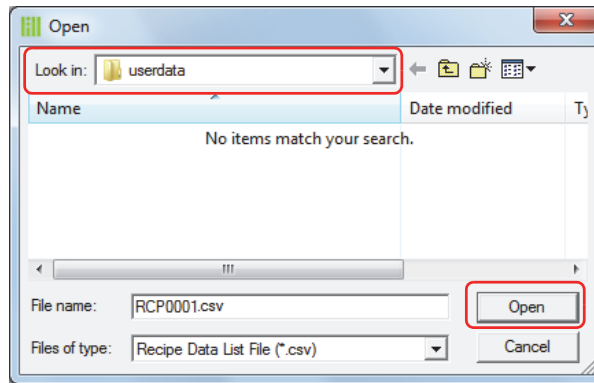 Open
Look in: userdata
Name Date modified Ty
No items match your search.
File name: RCP0001.csv Open
Files of type: Recipe Data List File (*.csv) Cancel